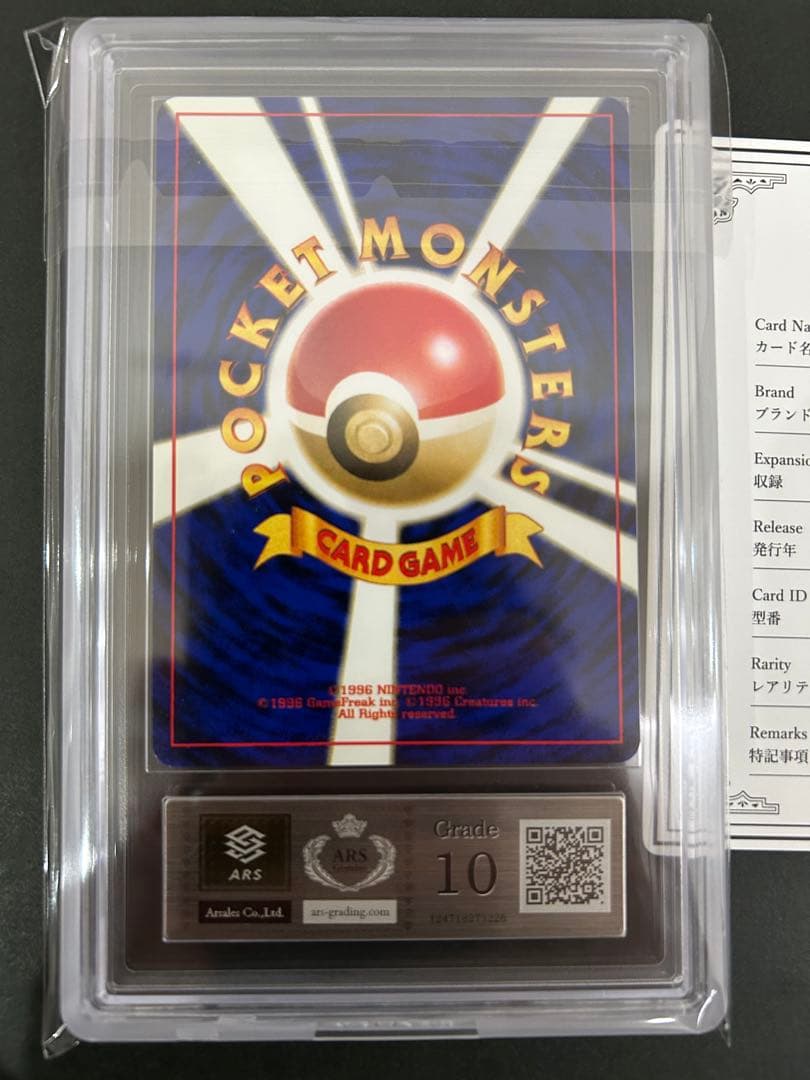 POCKET MONSTERS
CARD GAME
©1996 NINTENDO inc.
©1996 GameFreak inc. ©1996 Creatures inc.
All Rights reserved.
ARS
Arsales Co.,Ltd.
ARS
ars-grading.com
Grade
10
Card Na
カード名
Brand
ブランド
Expansio
収録
Release
発行年
Card ID
型番
Rarity
レアリテ
Remarks
特記事項